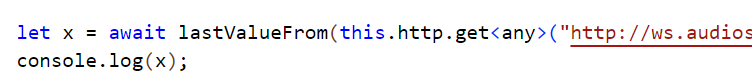 let x = await lastValueFrom(this.http.get<any>("http://ws.audios
console.log(x);